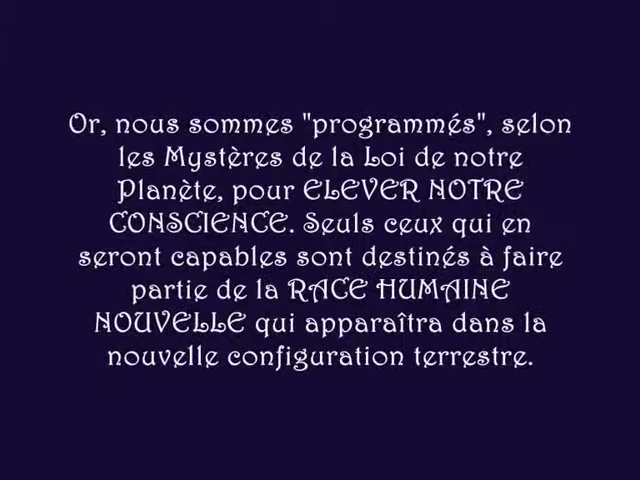 Or, nous sommes "programmés", selon
les Mystères de la Loi de notre
Planète, pour ELEVER NOTRE
CONSCIENCE. Seuls ceux qui en
seront capables sont destinés à faire
partie de la RACE HUMAINE
NOUVELLE qui apparaîtra dans la
nouvelle configuration terrestre.